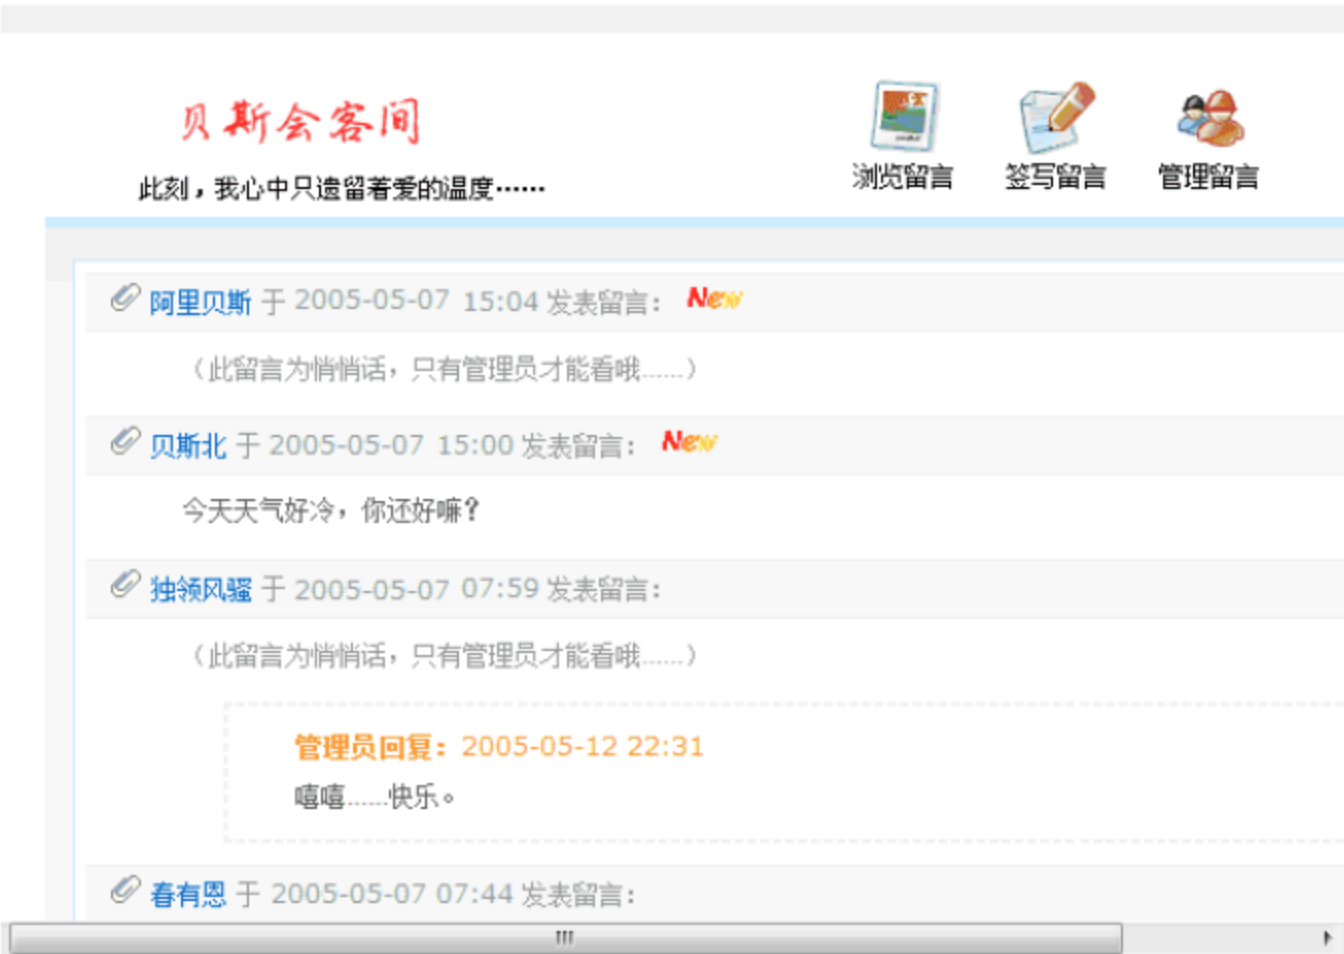 贝斯会客间
此刻，我心中只遗留着爱的温度……
浏览留言 签写留言 管理留言
阿里贝斯 于 2005-05-07 15:04 发表留言： New
（此留言为悄悄话，只有管理员才能看哦……）
贝斯北 于 2005-05-07 15:00 发表留言： New
今天天气好冷，你还好嘛？
独领风骚 于 2005-05-07 07:59 发表留言：
（此留言为悄悄话，只有管理员才能看哦……）
管理员回复：2005-05-12 22:31
嘻嘻……快乐。
春有恩 于 2005-05-07 07:44 发表留言：